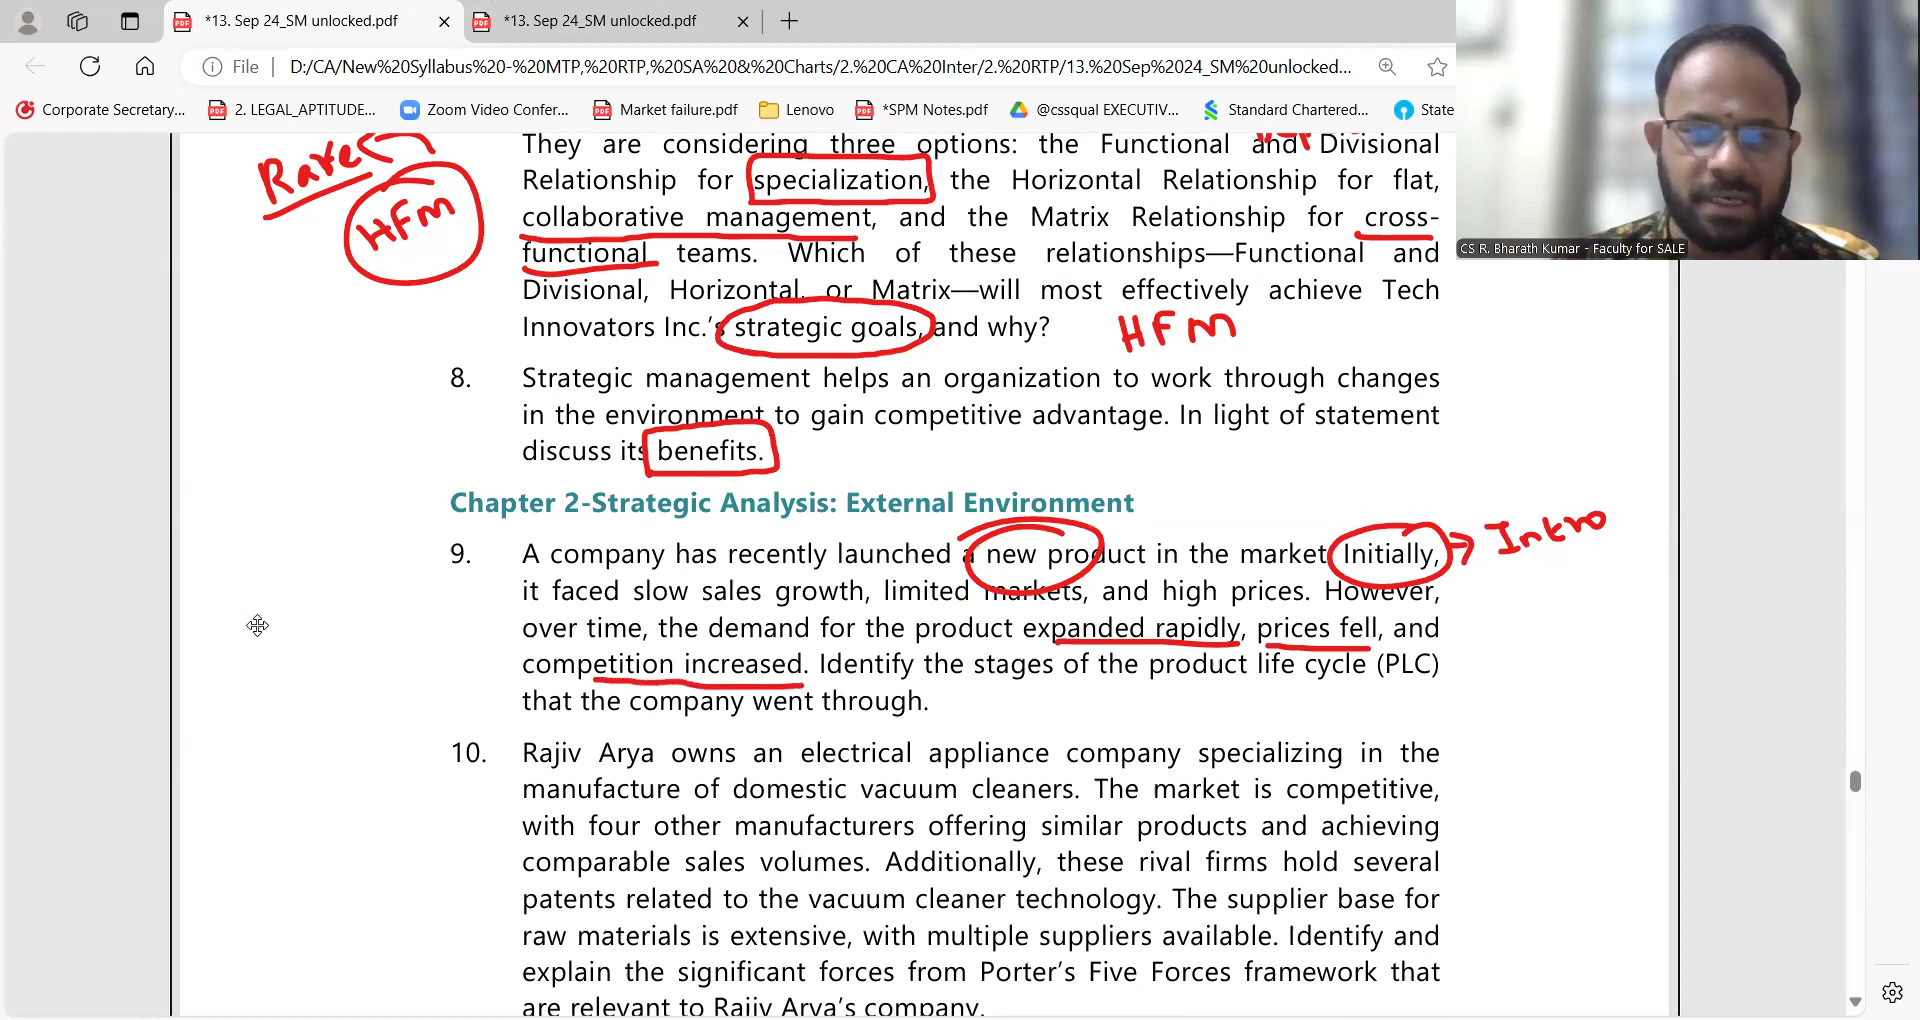 *13. Sep 24_SM unlocked.pdf
*13. Sep 24_SM unlocked.pdf
File
D:/CA/New%20Syllabus%20-%20MTP,%20RTP,%20SA%20&%20Charts/2.%20CA%20Inter/2.%20RTP/13.%20Sep%2024_SM%20unlocked...
Corporate Secretary...
2. LEGAL_APTITUDE...
Zoom Video Confer...
Market failure.pdf
Lenovo
*SPM Notes.pdf
@cssqual EXECUTIV...
Standard Chartered...
State
CS R. Bharath Kumar - Faculty for SALE
Rare
HFM
They are considering three options: the Functional and Divisional
Relationship for specialization, the Horizontal Relationship for flat,
collaborative management, and the Matrix Relationship for cross-
functional teams. Which of these relationships—Functional and
Divisional, Horizontal, or Matrix—will most effectively achieve Tech
Innovators Inc.'s strategic goals, and why?
HFM
8. Strategic management helps an organization to work through changes
in the environment to gain competitive advantage. In light of statement
discuss its benefits.
Chapter 2-Strategic Analysis: External Environment
9. A company has recently launched a new product in the market. Initially,
Intro
it faced slow sales growth, limited markets, and high prices. However,
over time, the demand for the product expanded rapidly, prices fell, and
competition increased. Identify the stages of the product life cycle (PLC)
that the company went through.
10. Rajiv Arya owns an electrical appliance company specializing in the
manufacture of domestic vacuum cleaners. The market is competitive,
with four other manufacturers offering similar products and achieving
comparable sales volumes. Additionally, these rival firms hold several
patents related to the vacuum cleaner technology. The supplier base for
raw materials is extensive, with multiple suppliers available. Identify and
explain the significant forces from Porter's Five Forces framework that
are relevant to Rajiv Arya's company.